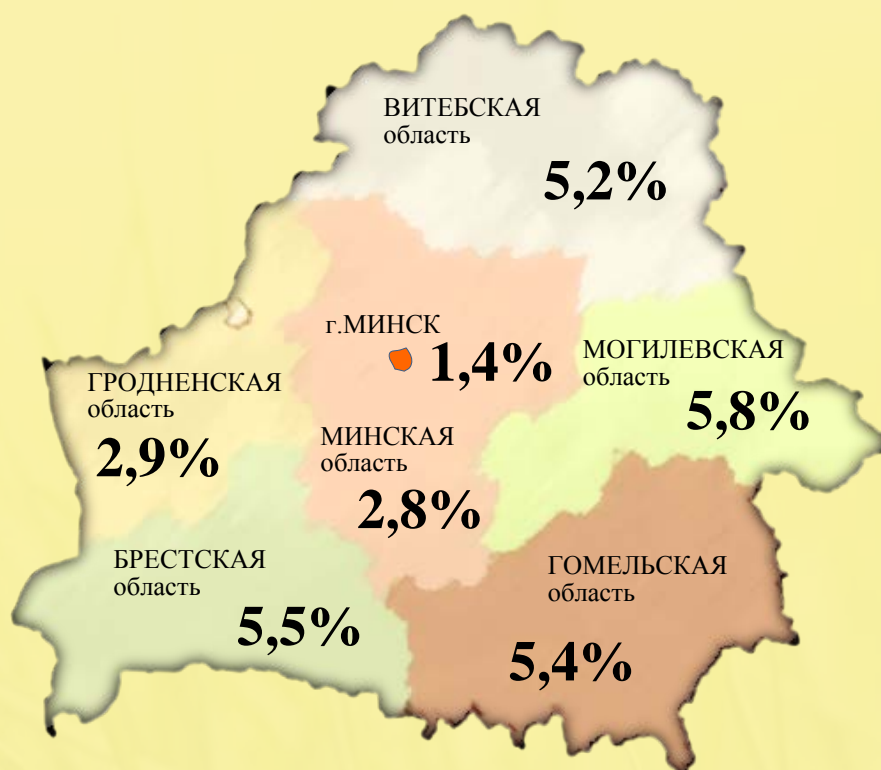 ВИТЕБСКАЯ
область
5,2%
г.МИНСК
1,4%
МОГИЛЕВСКАЯ
область
5,8%
ГРОДНЕНСКАЯ
область
2,9%
МИНСКАЯ
область
2,8%
БРЕСТСКАЯ
область
5,5%
ГОМЕЛЬСКАЯ
область
5,4%